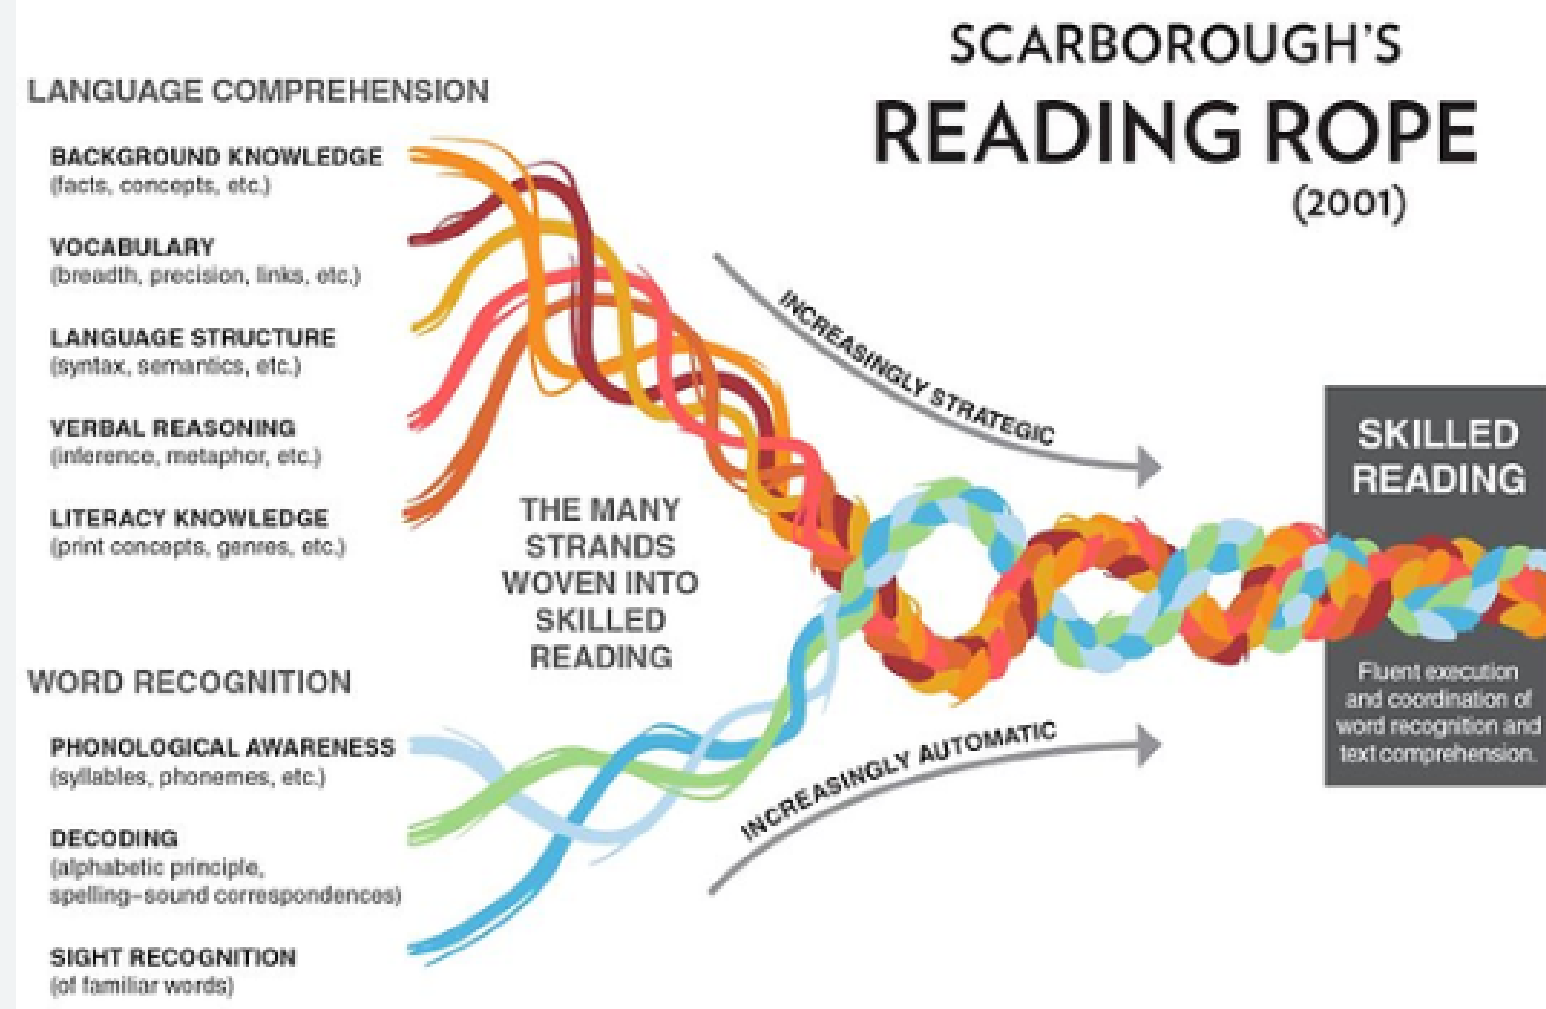 SCARBOROUGH'S
READING ROPE
(2001)
LANGUAGE COMPREHENSION
BACKGROUND KNOWLEDGE
(facts, concepts, etc.)
VOCABULARY
(breadth, precision, links, etc.)
LANGUAGE STRUCTURE
(syntax, semantics, etc.)
VERBAL REASONING
(inference, metaphor, etc.)
LITERACY KNOWLEDGE
(print concepts, genres, etc.)
THE MANY
STRANDS
WOVEN INTO
SKILLED
READING
WORD RECOGNITION
PHONOLOGICAL AWARENESS
(syllables, phonemes, etc.)
DECODING
(alphabetic principle,
spelling–sound correspondences)
SIGHT RECOGNITION
(of familiar words)
INCREASINGLY STRATEGIC
INCREASINGLY AUTOMATIC
SKILLED
READING
Fluent execution
and coordination of
word recognition and
text comprehension.